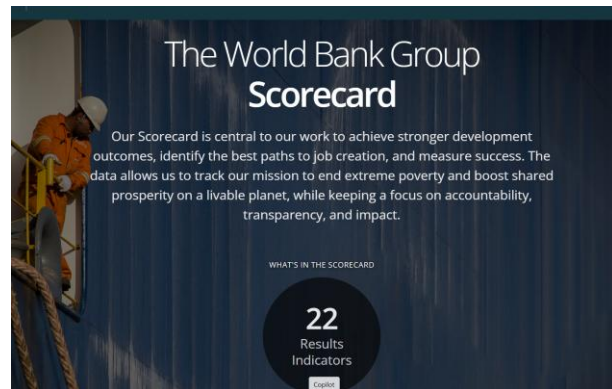 The World Bank Group
Scorecard
Our Scorecard is central to our work to achieve stronger development
outcomes, identify the best paths to job creation, and measure success. The
data allows us to track our mission to end extreme poverty and boost shared
prosperity on a livable planet, while keeping a focus on accountability,
transparency, and impact.
WHAT'S IN THE SCORECARD
22
Results
Indicators
Copilot